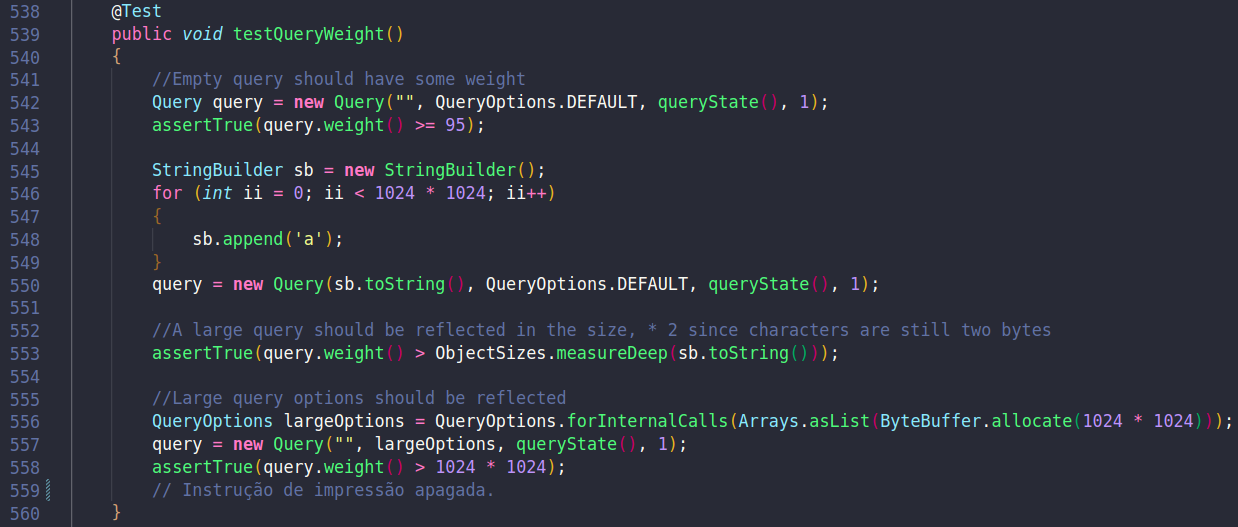 538 @Test
539 public void testQueryWeight()
540 {
541 //Empty query should have some weight
542 Query query = new Query("", QueryOptions.DEFAULT, queryState(), 1);
543 assertTrue(query.weight() >= 95);
544
545 StringBuilder sb = new StringBuilder();
546 for (int ii = 0; ii < 1024 * 1024; ii++)
547 {
548 sb.append('a');
549 }
550 query = new Query(sb.toString(), QueryOptions.DEFAULT, queryState(), 1);
551
552 //A large query should be reflected in the size, * 2 since characters are still two bytes
553 assertTrue(query.weight() > ObjectSizes.measureDeep(sb.toString()));
554
555 //Large query options should be reflected
556 QueryOptions largeOptions = QueryOptions.forInternalCalls(Arrays.asList(ByteBuffer.allocate(1024 * 1024)));
557 query = new Query("", largeOptions, queryState(), 1);
558 assertTrue(query.weight() > 1024 * 1024);
559 // Instrução de impressão apagada.
560 }